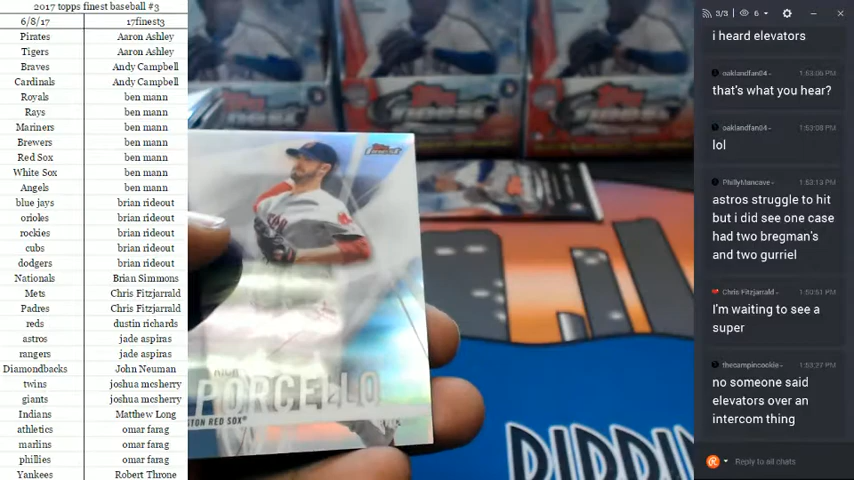 2017 topps finest baseball #3
6/8/17 17finest3
Pirates Aaron Ashley
Tigers Aaron Ashley
Braves Andy Campbell
Cardinals Andy Campbell
Royals ben mann
Rays ben mann
Mariners ben mann
Brewers ben mann
Red Sox ben mann
White Sox ben mann
Angels ben mann
blue jays brian rideout
orioles brian rideout
rockies brian rideout
cubs brian rideout
dodgers brian rideout
Nationals Brian Simmons
Mets Chris Fitzjarrald
Padres Chris Fitzjarrald
reds dustin richards
astros jade aspiras
rangers jade aspiras
Diamondbacks John Neuman
twins joshua mcsherry
giants joshua mcsherry
Indians Matthew Long
athletics omar farag
marlins omar farag
phillies omar farag
Yankees Robert Throne
Topps
Finest
RICK
PORCELLO
STON RED SOX
Finest
RIPPIN
3/3 6
i heard elevators
oaklandfan04 1:53:06 PM
that's what you hear?
oaklandfan04 1:53:08 PM
lol
PhillyMancave 1:53:13 PM
astros struggle to hit
but i did see one case
had two bregman's
and two gurriel
Chris Fitzjarrald 1:50:51 PM
I'm waiting to see a
super
thecampincookie 1:53:27 PM
no someone said
elevators over an
intercom thing
Reply to all chats